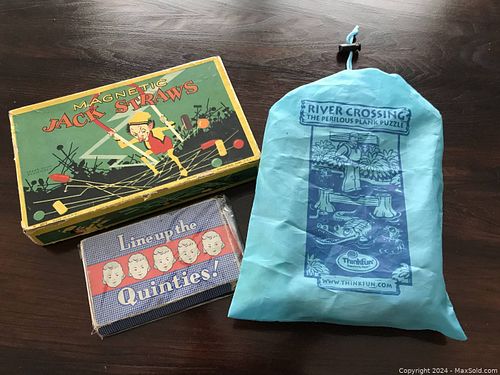 MAGNETIC
JACK STRAWS
Line up the
Quinties!
RIVER CROSSING
THE PERILOUS PLANK PUZZLE
ThinkFun
WWW.THINKFUN.COM
Copyright 2024 - MaxSold.com